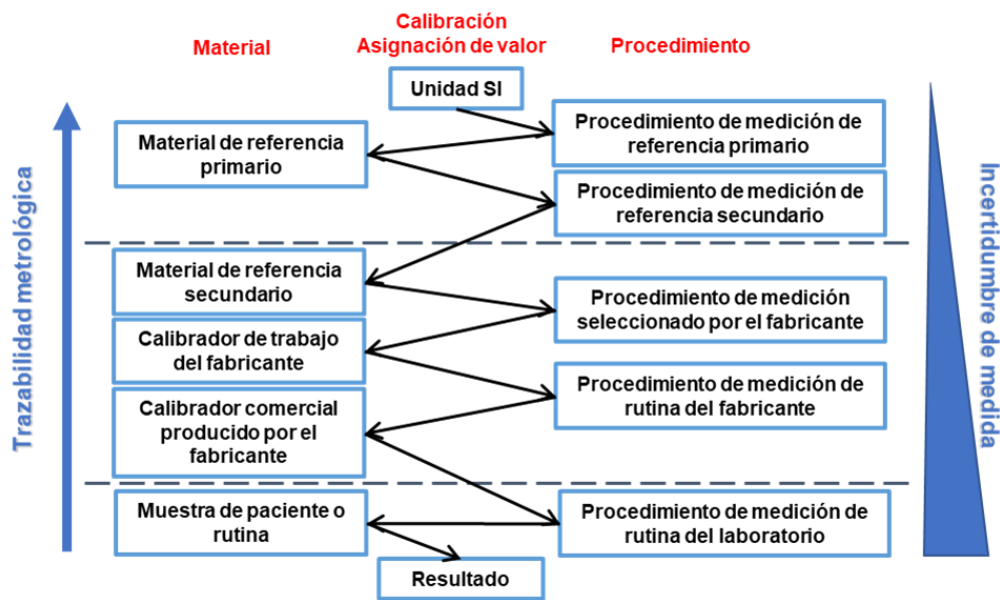 Material
Calibración
Asignación de valor
Procedimiento
Unidad SI
Material de referencia
primario
Procedimiento de medición de
referencia primario
Procedimiento de medición de
referencia secundario
Material de referencia
secundario
Procedimiento de medición
seleccionado por el fabricante
Calibrador de trabajo
del fabricante
Procedimiento de medición de
rutina del fabricante
Calibrador comercial
producido por el
fabricante
Muestra de paciente o
rutina
Procedimiento de medición de
rutina del laboratorio
Resultado
Trazabilidad metrológica
Incertidumbre de medida